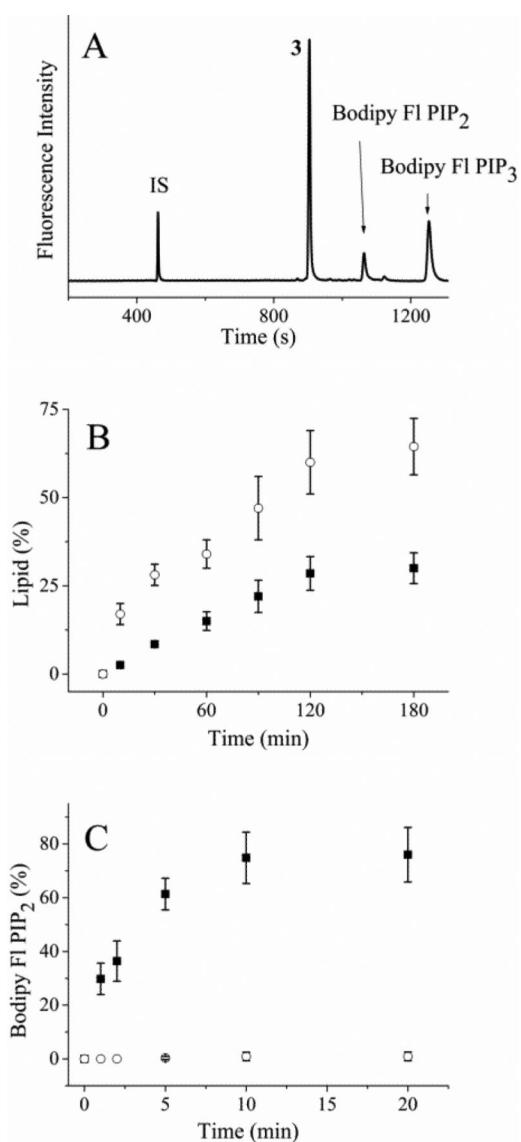 A
Fluorescence Intensity
IS
3
Bodipy Fl PIP2
Bodipy Fl PIP3
400 800 1200
Time (s)
B
Lipid (%)
75
50
25
0
0 60 120 180
Time (min)
C
Bodipy Fl PIP2 (%)
80
60
40
20
0
0 5 10 15 20
Time (min)